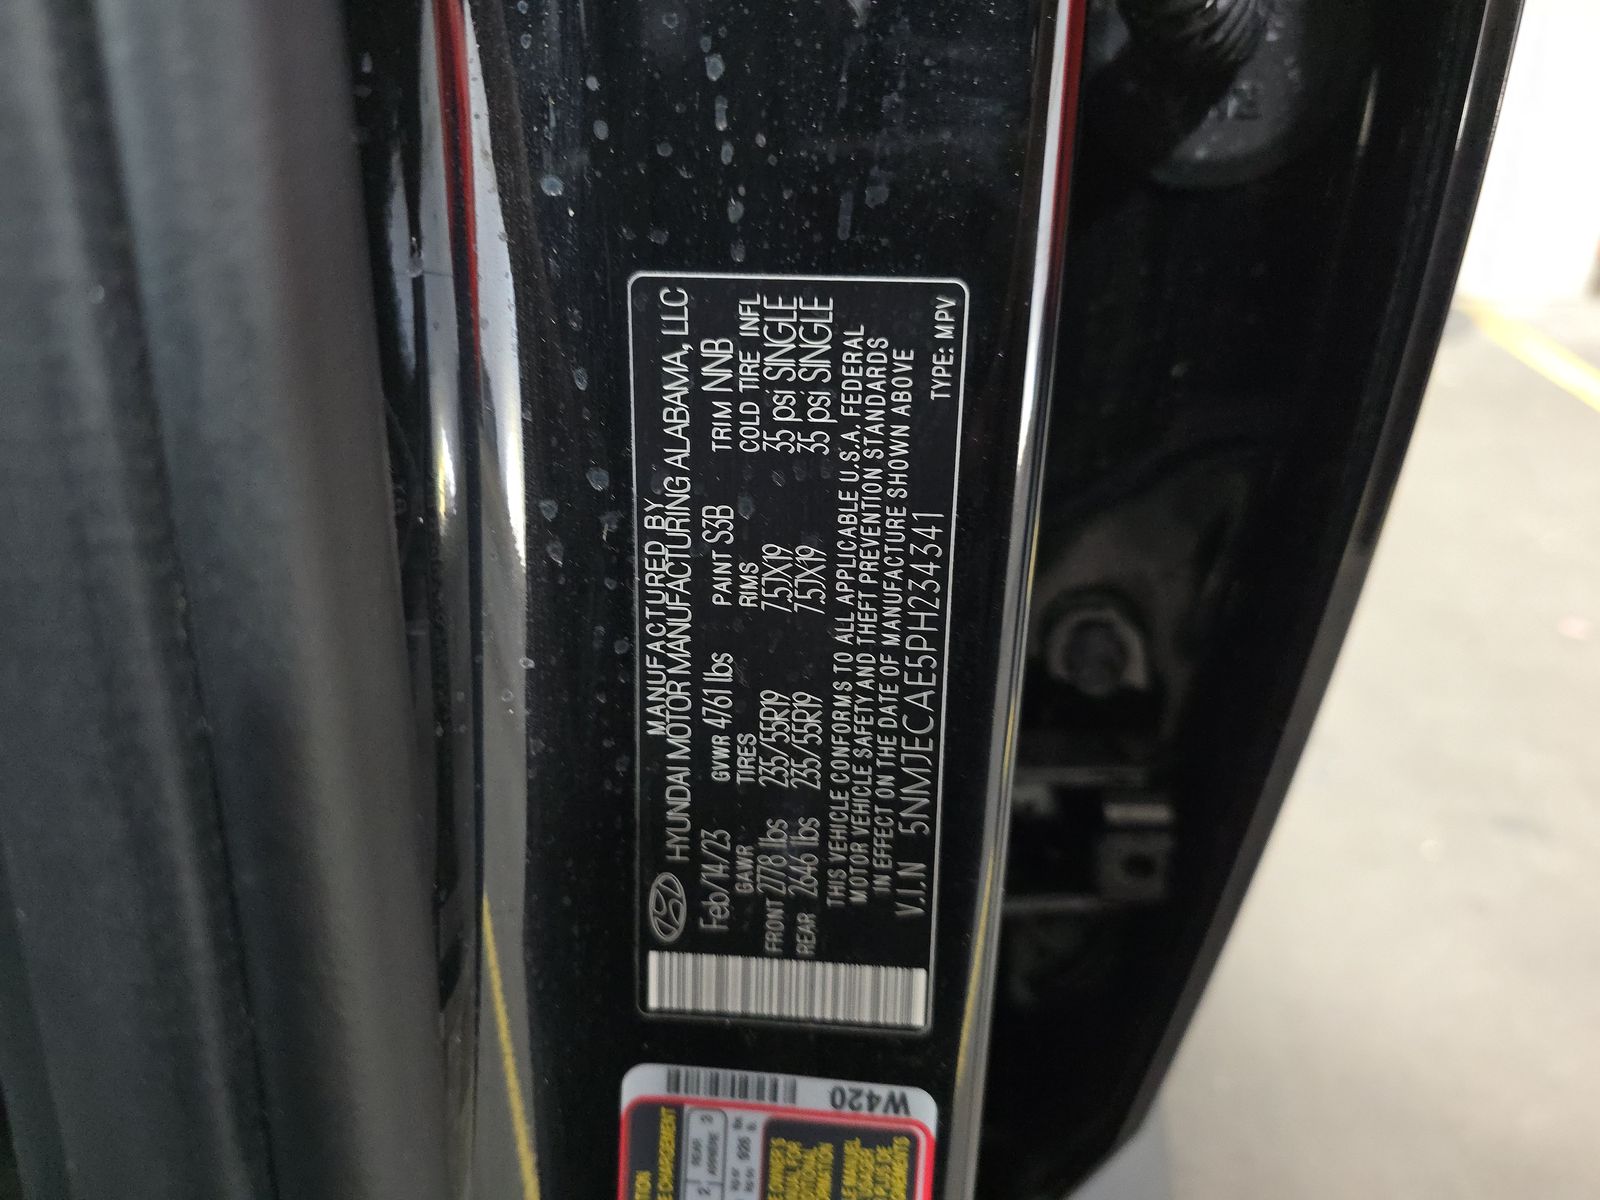 MANUFACTURED BY
HYUNDAI MOTOR MANUFACTURING ALABAMA, LLC
Feb/14/23 GVWR 4761 lbs PAINT S3B TRIM NNB
GAWR TIRES RIMS COLD TIRE INFL
FRONT 2778 lbs 235/55R19 7.5JX19 35 psi SINGLE
REAR 2646 lbs 235/55R19 7.5JX19 35 psi SINGLE
THIS VEHICLE CONFORMS TO ALL APPLICABLE U.S.A. FEDERAL
MOTOR VEHICLE SAFETY AND THEFT PREVENTION STANDARDS
IN EFFECT ON THE DATE OF MANUFACTURE SHOWN ABOVE
V.I.N 5NMJECAE5PH234341 TYPE: MPV
W420